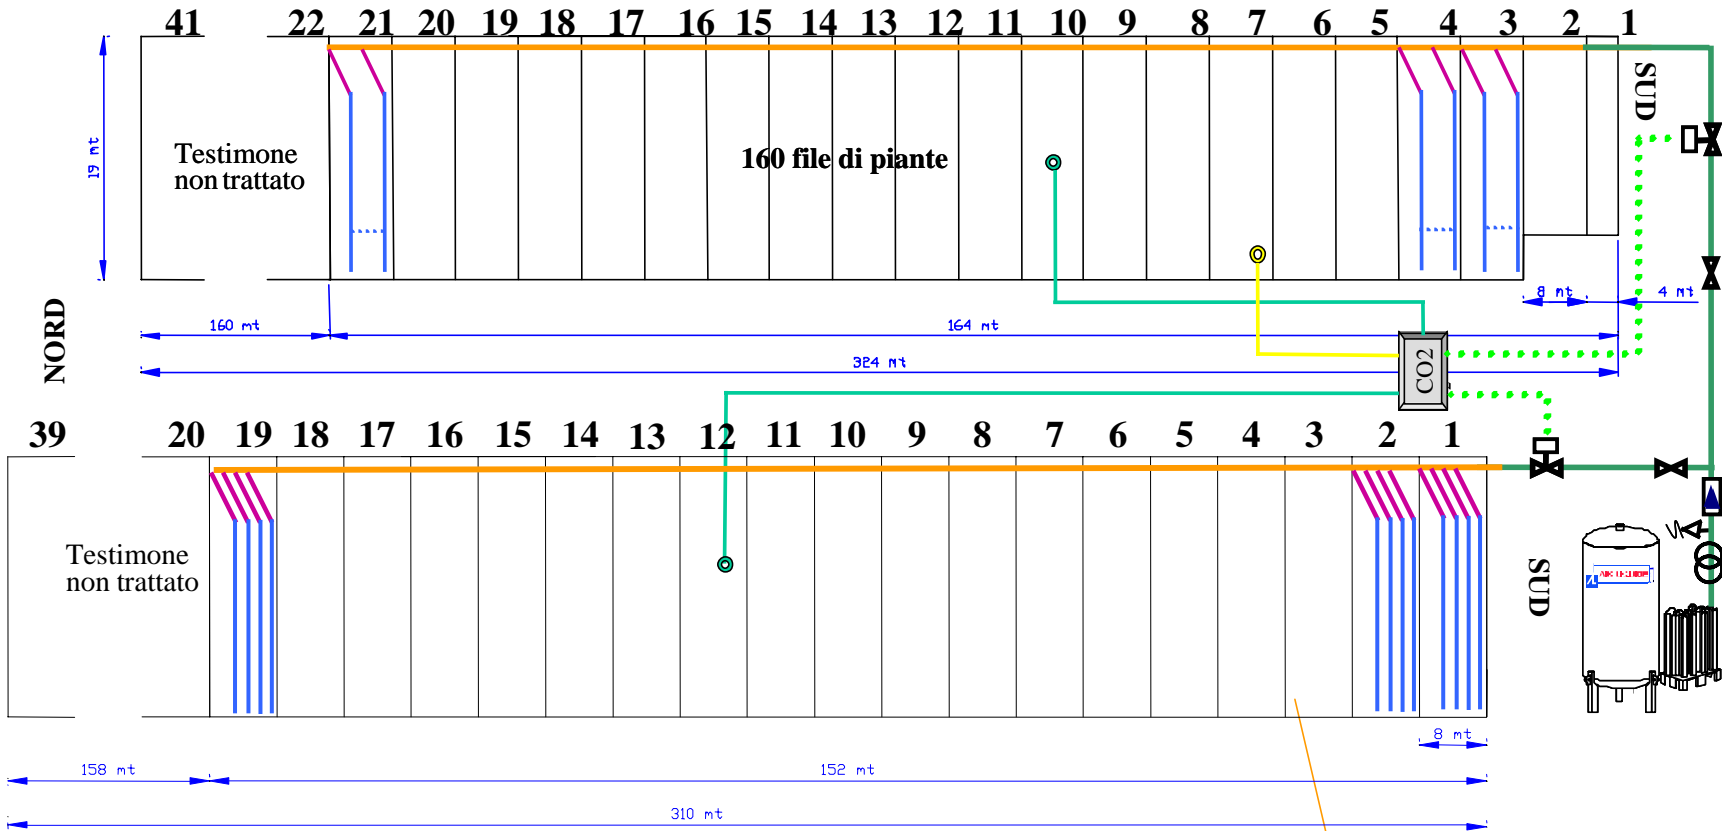 41 22 21 20 19 18 17 16 15 14 13 12 11 10 9 8 7 6 5 4 3 2 1
SUD
19 mt
Testimone
non trattato
160 file di piante
8 mt
4 mt
NORD
160 mt
164 mt
324 mt
CO2
39 20 19 18 17 16 15 14 13 12 11 10 9 8 7 6 5 4 3 2 1
Testimone
non trattato
SUD
8 mt
158 mt
152 mt
310 mt